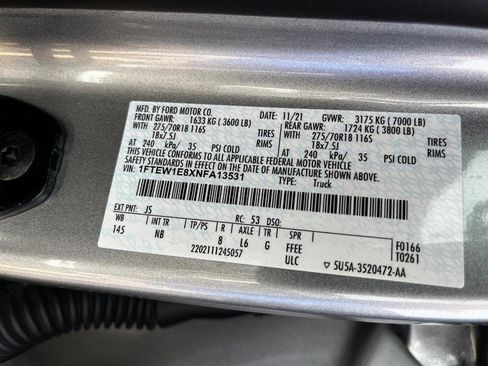 MFD. BY FORD MOTOR CO. 11/21 GVWR: 3175 KG ( 7000 LB)
FRONT GAWR: 1633 KG ( 3600 LB) REAR GAWR: 1724 KG ( 3800 LB)
WITH WITH
275/70R18 116S TIRES 275/70R18 116S TIRES
18x7.5J RIMS 18x7.5J RIMS
AT 240 kPa/ 35 PSI COLD AT 240 kPa/ 35 PSI COLD
THIS VEHICLE CONFORMS TO ALL APPLICABLE FEDERAL MOTOR VEHICLE
SAFETY STANDARDS IN EFFECT ON THE DATE OF MANUFACTURE SHOWN ABOVE.
VIN: 1FTEW1E8XNFA13531 TYPE: Truck
EXT PNT: JS RC: 53 DSO:
WB INT TR TP/PS R AXLE TR SPR
145 NB 8 L6 G FFEE F0166
ULC T0261
2202111245057 ▽ 5U5A-3520472-AA